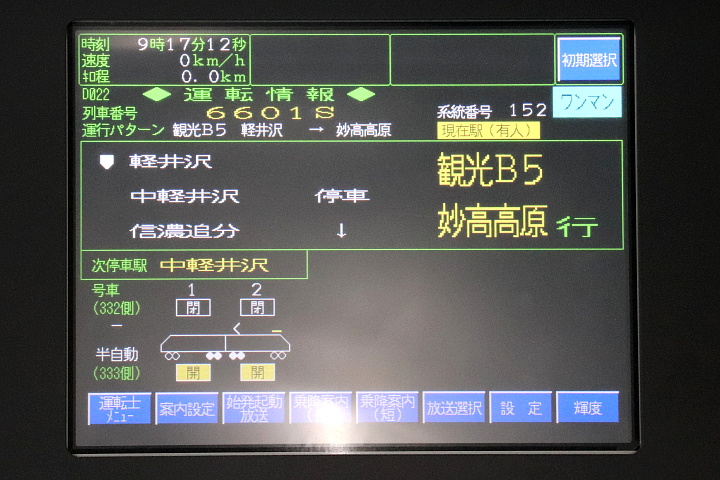 時刻 9時17分12秒
速度 0km/h
ｷﾛ程 0.0km
初期選択
D022 ◆ 運転情報 ◆
ワンマン
列車番号 6601S 系統番号 152
運行パターン 観光B5 軽井沢 → 妙高高原 現在駅(有人)
軽井沢
中軽井沢 停車
信濃追分 ↓
観光B5
妙高高原 行
次停車駅 中軽井沢
号車 1 2
(332側) 閉 閉
－
半自動
(333側) 開 開
運転士
ﾒﾆｭｰ
案内設定
始発起動
放送
乗降案内
乗降案内
(短)
放送選択
設 定
輝度